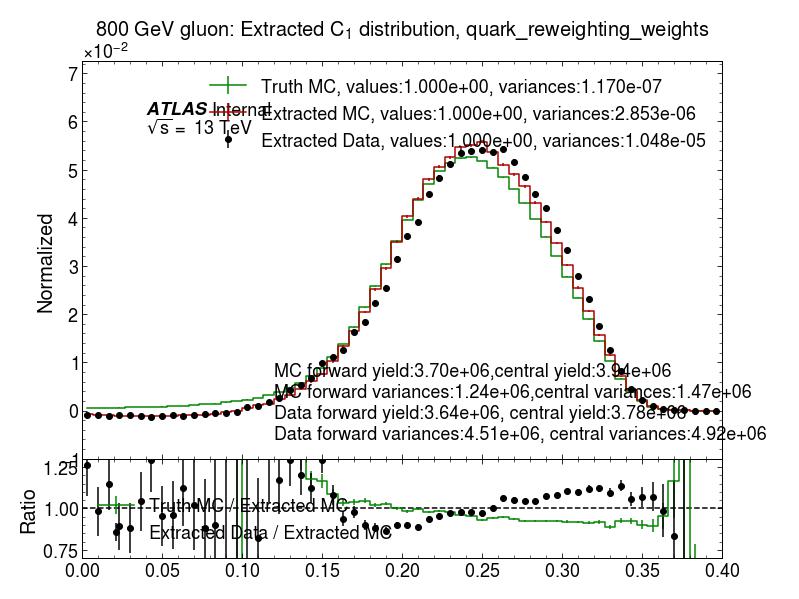 800 GeV gluon: Extracted C₁ distribution, quark_reweighting_weights
×10⁻²
Truth MC, values:1.000e+00, variances:1.170e-07
ATLAS Internal
Extracted MC, values:1.000e+00, variances:2.853e-06
√s = 13 TeV
Extracted Data, values:1.000e+00, variances:1.048e-05
Normalized
7
6
5
4
3
2
1
0
MC forward yield:3.70e+06,central yield:3.94e+06
MC forward variances:1.24e+06,central variances:1.47e+06
Data forward yield:3.64e+06, central yield:3.78e+06
Data forward variances:4.51e+06, central variances:4.92e+06
Ratio
1.25
1.00
0.75
Truth MC / Extracted MC
Extracted Data / Extracted MC
0.00 0.05 0.10 0.15 0.20 0.25 0.30 0.35 0.40